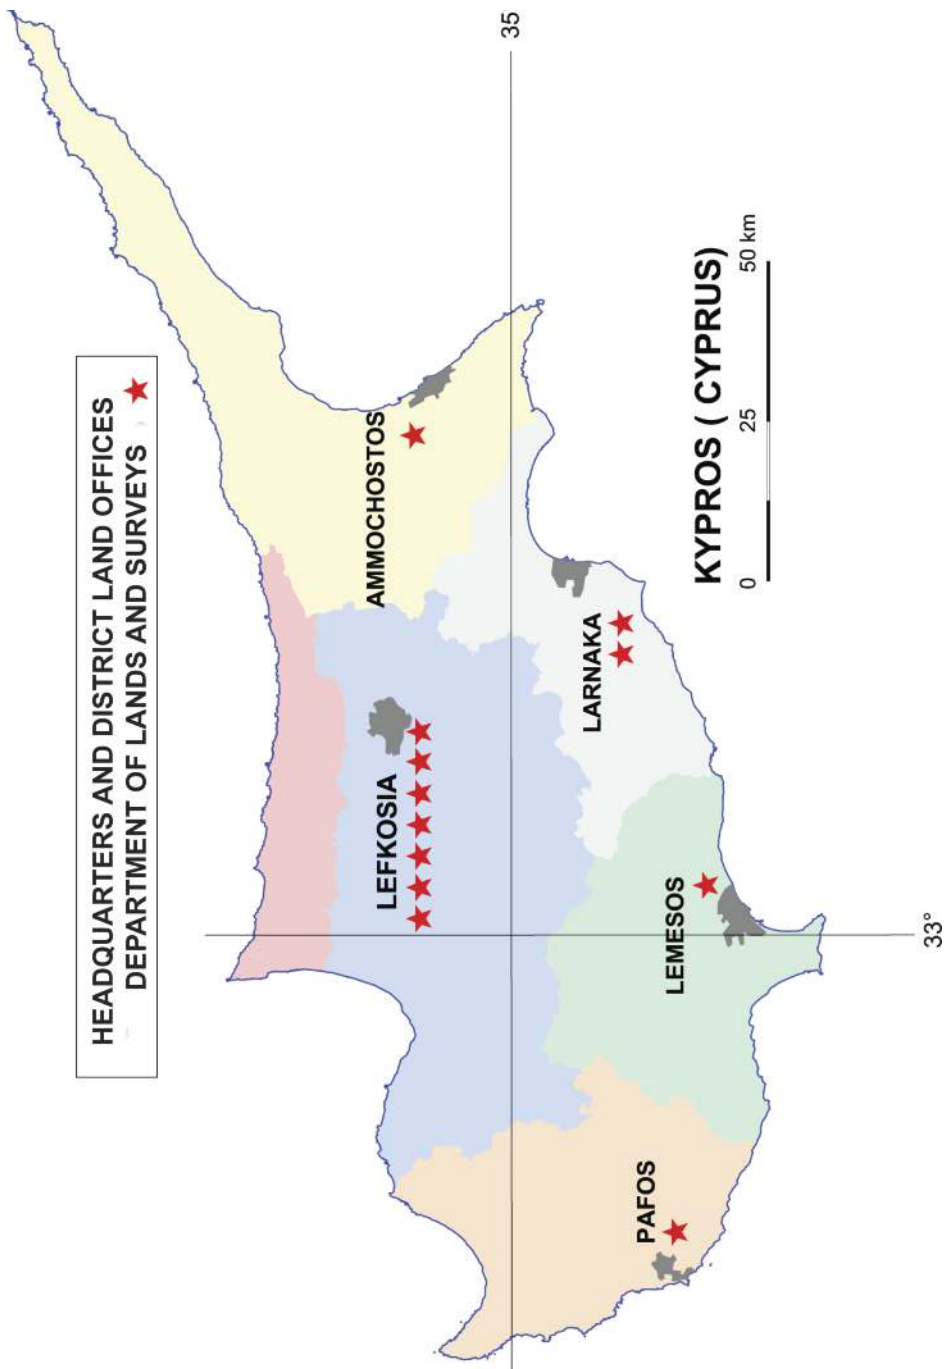 HEADQUARTERS AND DISTRICT LAND OFFICES
DEPARTMENT OF LANDS AND SURVEYS
AMMOCHOSTOS
LEFKOSIA
35
LARNAKA
LEMESOS
PAFOS
KYPROS ( CYPRUS)
0 25 50 km
33°